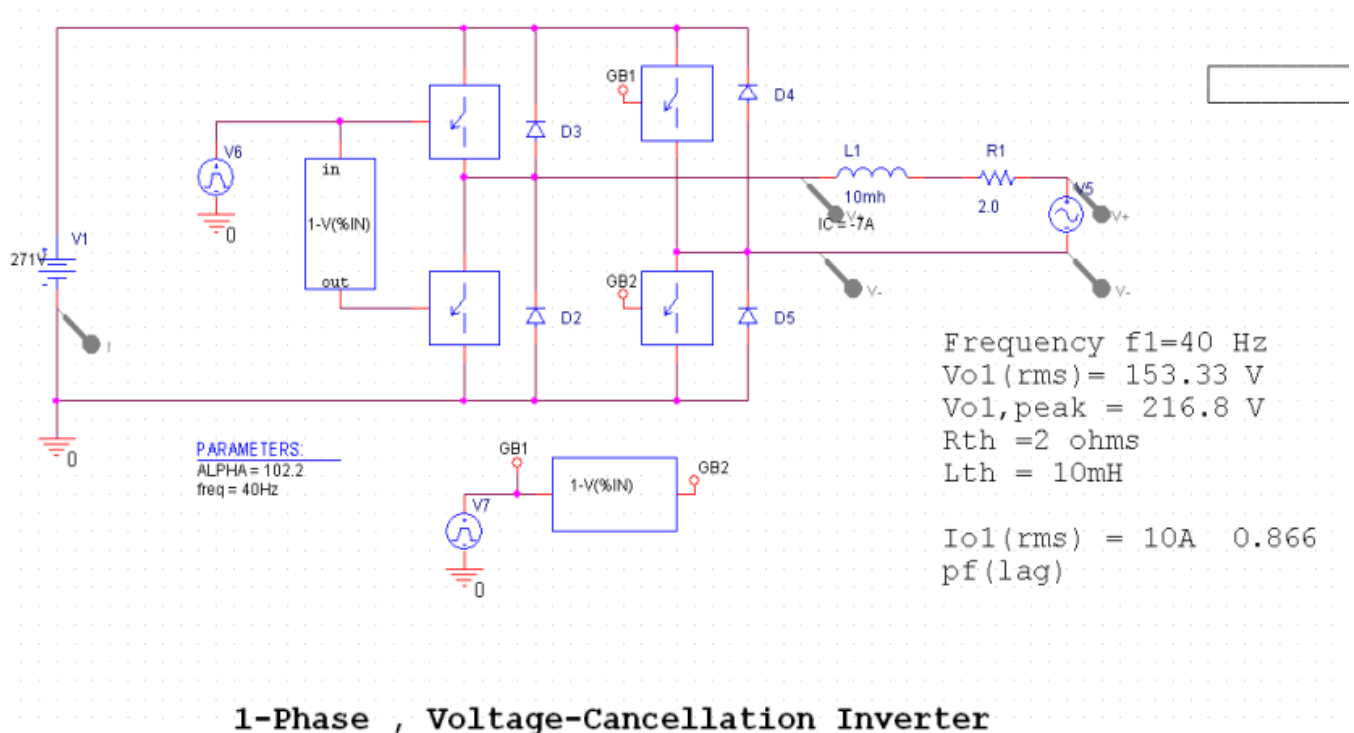 GB1
D4
V6
D3
in
L1
R1
V5
1-V(%IN)
10mh
2.0
V+
IC = -7A
0
V1
271V
out
GB2
D2
D5
V-
V-
I
Frequency f1=40 Hz
Vo1(rms)= 153.33 V
Vo1,peak = 216.8 V
Rth =2 ohms
Lth = 10mH
0
PARAMETERS:
ALPHA = 102.2
freq = 40Hz
GB1
GB2
1-V(%IN)
V7
Io1(rms) = 10A 0.866
pf(lag)
0
1-Phase , Voltage-Cancellation Inverter